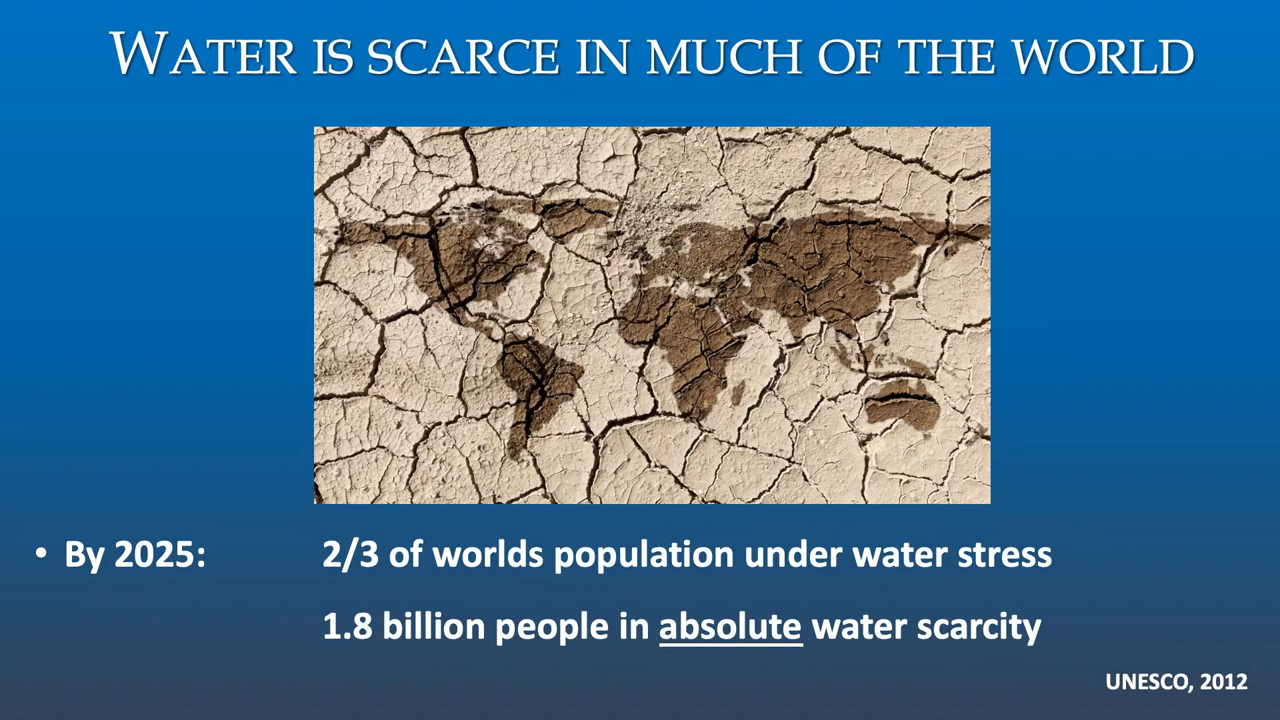 WATER IS SCARCE IN MUCH OF THE WORLD
• By 2025: 2/3 of worlds population under water stress
1.8 billion people in absolute water scarcity
UNESCO, 2012